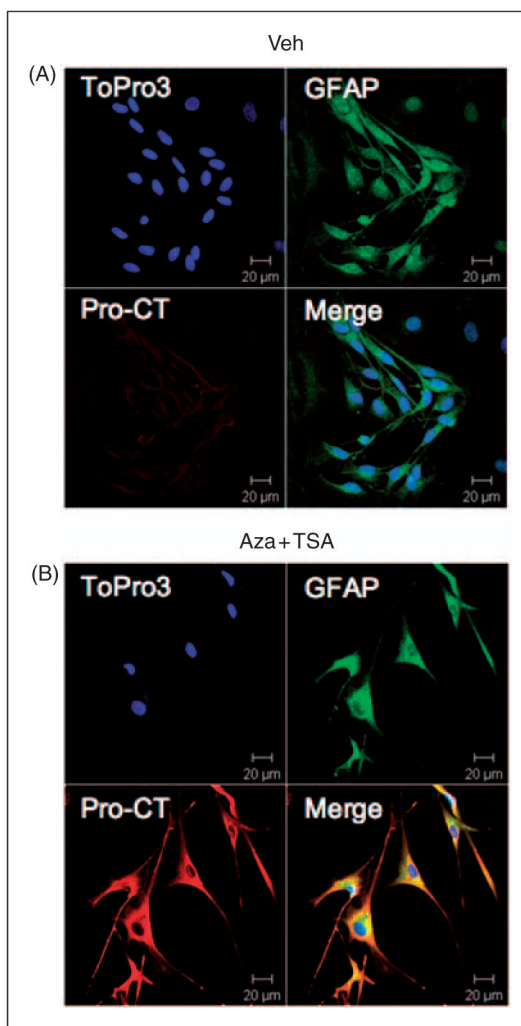 Veh
(A)
ToPro3 GFAP
20 µm 20 µm
Pro-CT Merge
20 µm 20 µm
Aza+TSA
(B)
ToPro3 GFAP
20 µm 20 µm
Pro-CT Merge
20 µm 20 µm